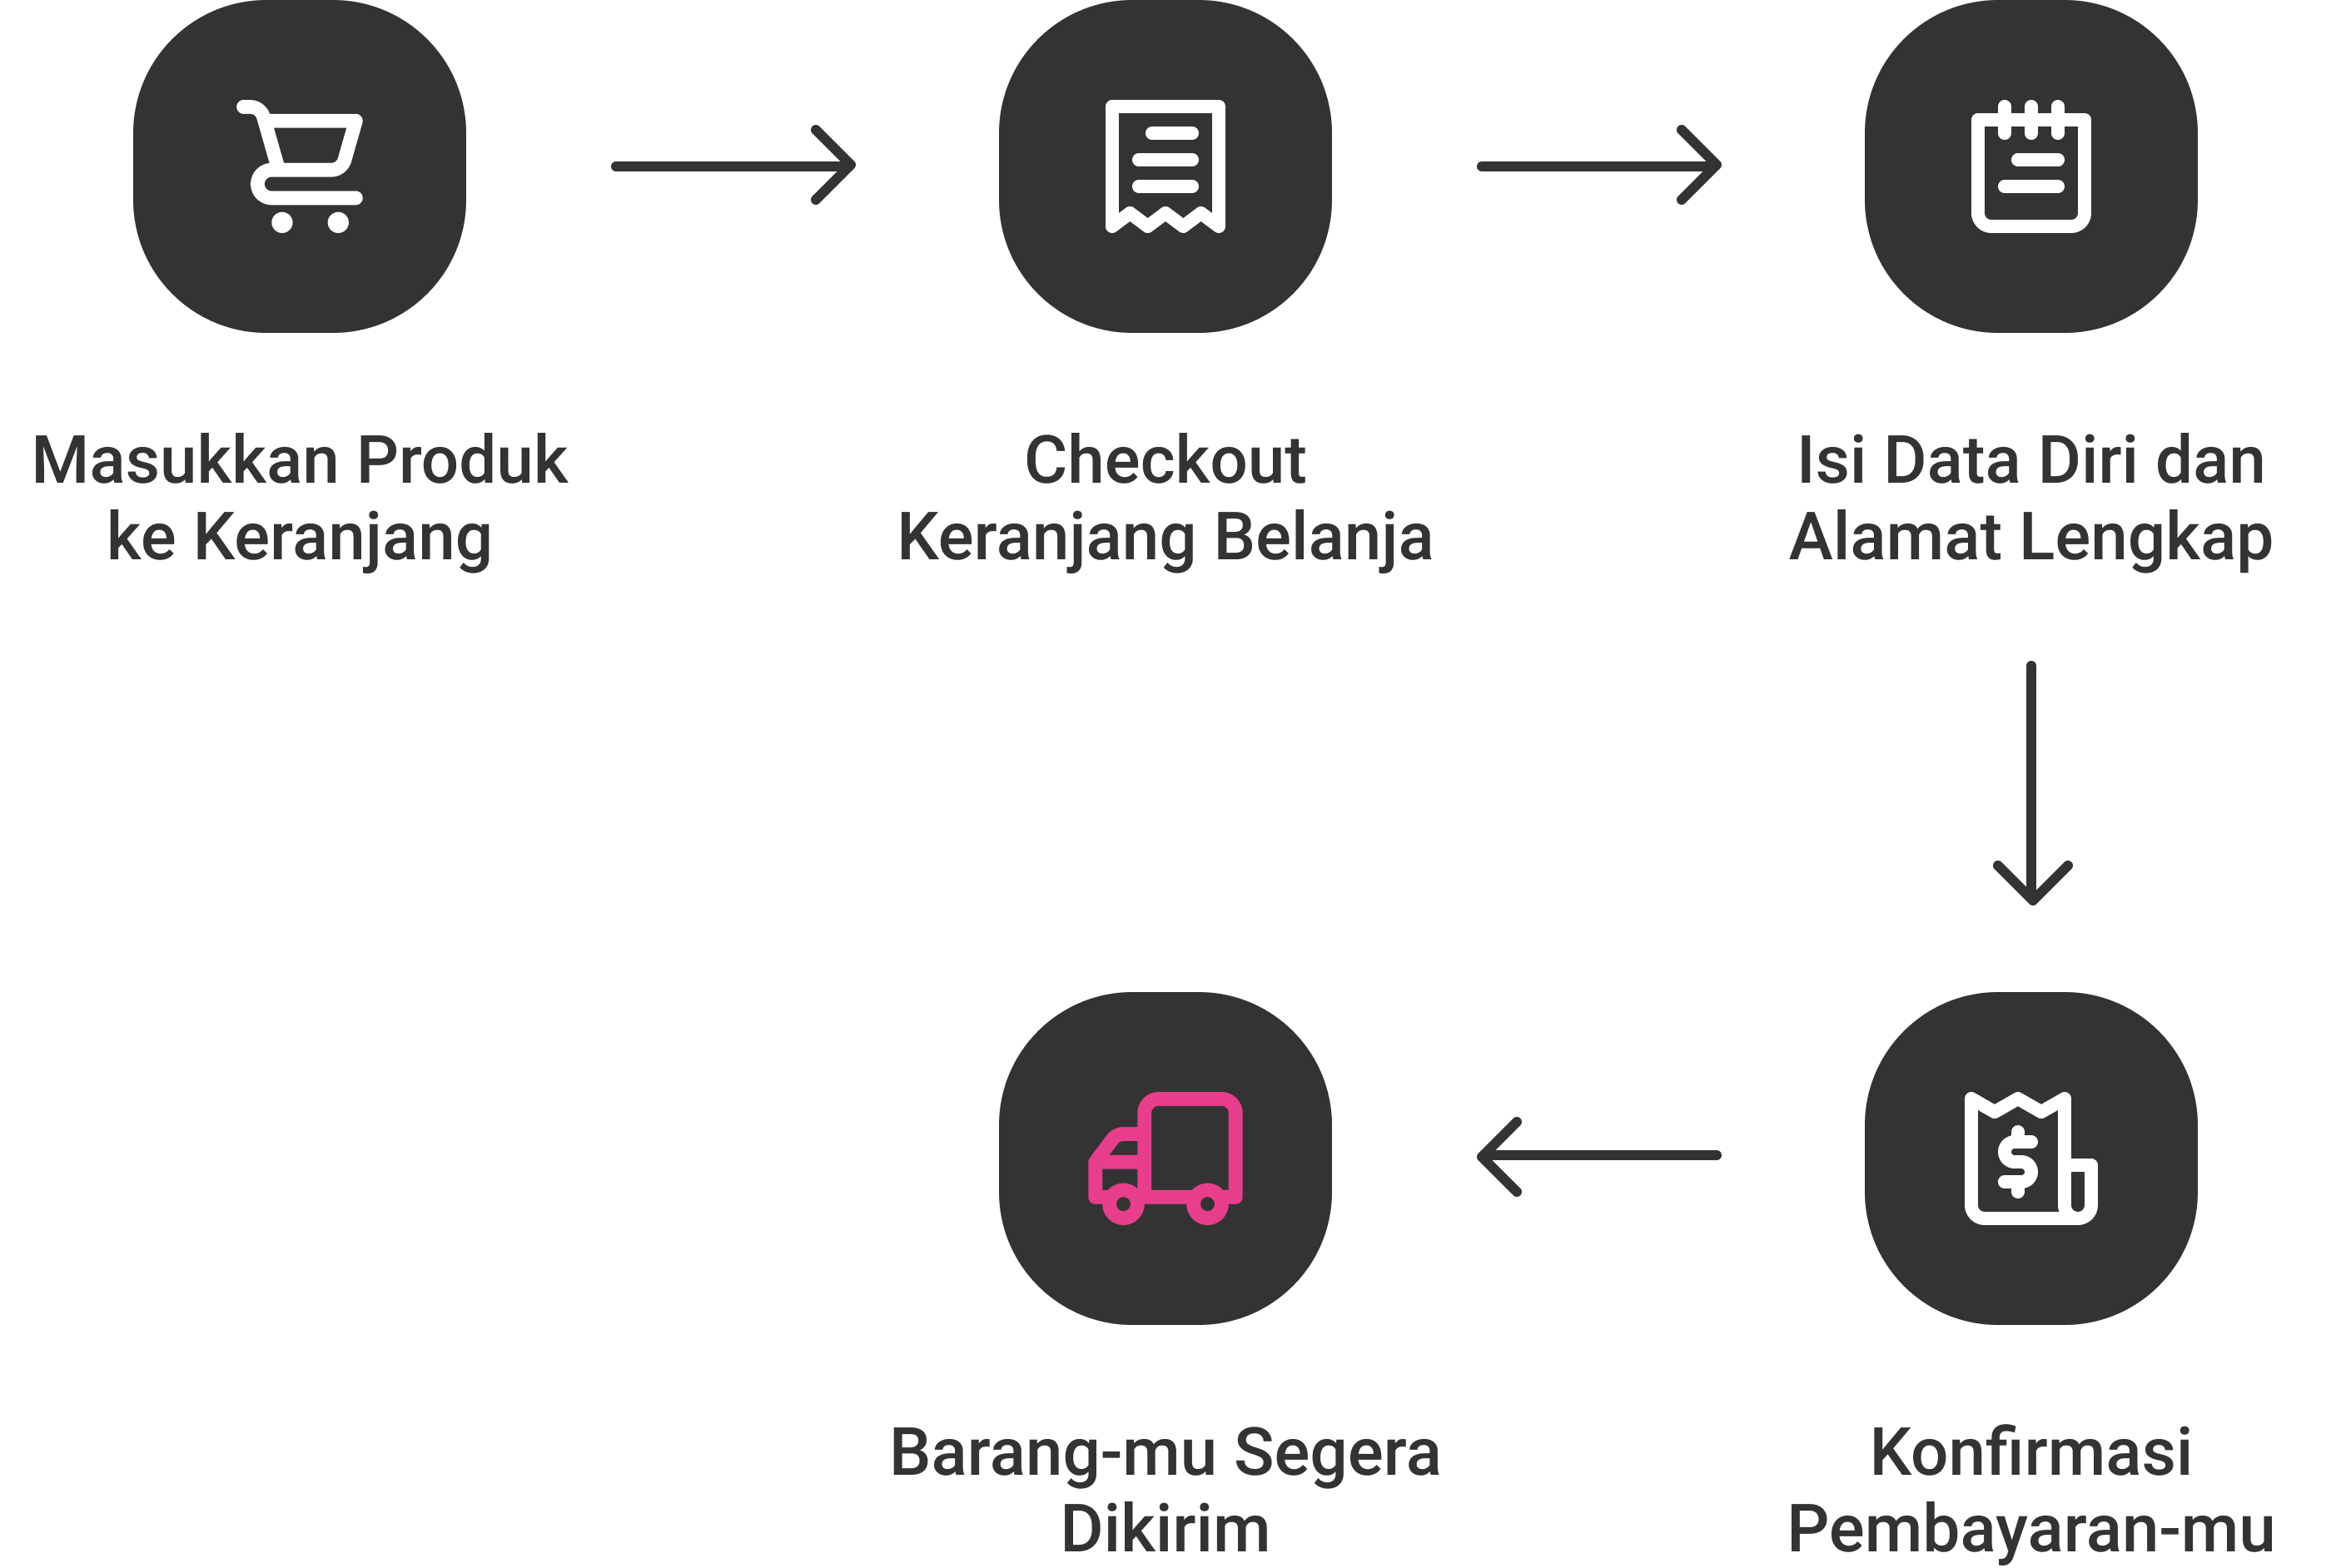 Masukkan Produk
ke Keranjang
Checkout
Keranjang Belanja
Isi Data Diri dan
Alamat Lengkap
Konfirmasi
Pembayaran-mu
Barang-mu Segera
Dikirim